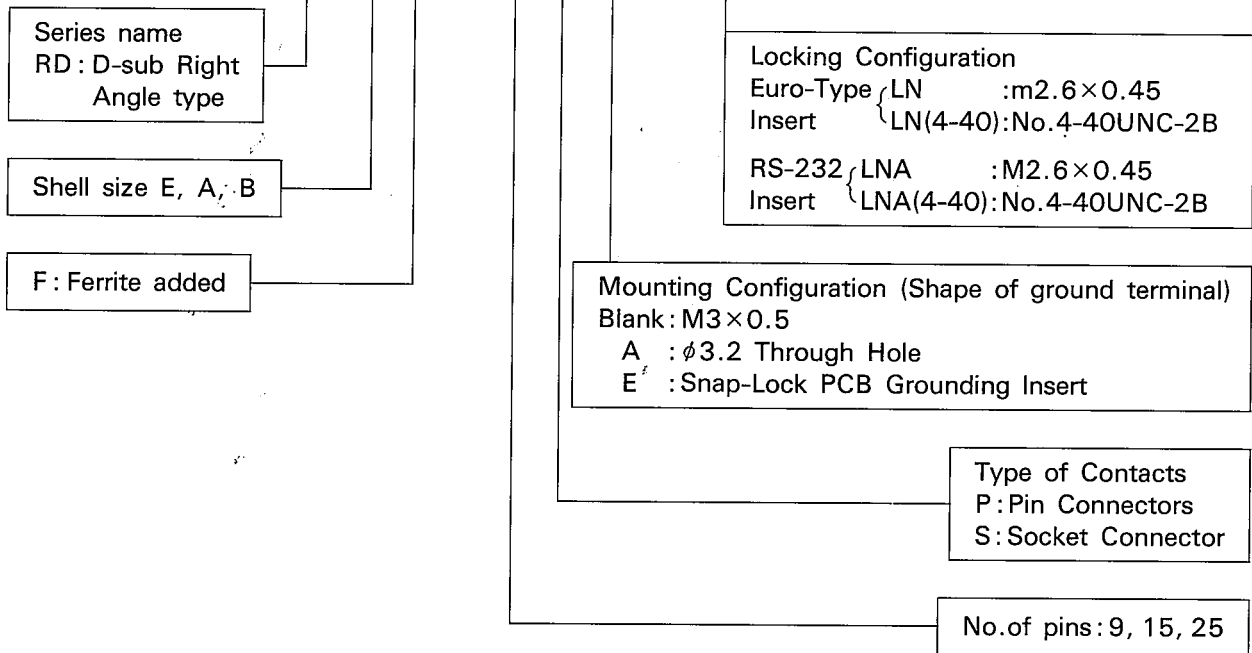 Series name
RD : D-sub Right
Angle type
Shell size E, A, B
F : Ferrite added
Locking Configuration
Euro-Type { LN :m2.6×0.45
Insert LN(4-40):No.4-40UNC-2B
RS-232 { LNA :M2.6×0.45
Insert LNA(4-40):No.4-40UNC-2B
Mounting Configuration (Shape of ground terminal)
Blank : M3×0.5
A : ϕ3.2 Through Hole
E : Snap-Lock PCB Grounding Insert
Type of Contacts
P : Pin Connectors
S : Socket Connector
No.of pins : 9, 15, 25